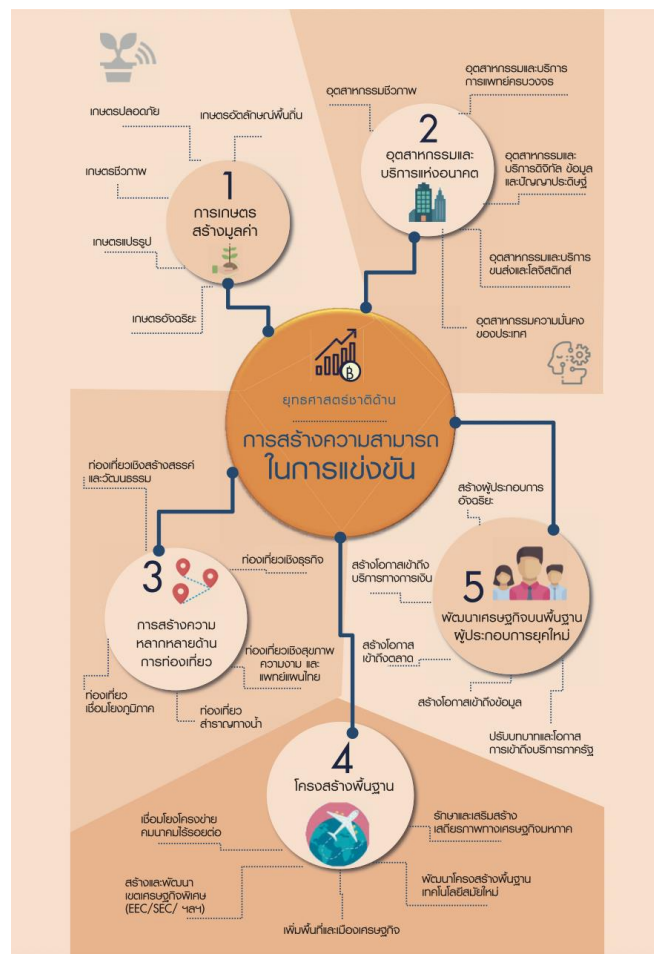 ยุทธศาสตร์ชาติด้าน
การสร้างความสามารถ
ในการแข่งขัน
฿
1
การเกษตร
สร้างมูลค่า
เกษตรปลอดภัย
เกษตรอัตลักษณ์พื้นถิ่น
เกษตรชีวภาพ
เกษตรแปรรูป
เกษตรอัจฉริยะ
2
อุตสาหกรรมและ
บริการแห่งอนาคต
อุตสาหกรรมชีวภาพ
อุตสาหกรรมและบริการ
การแพทย์ครบวงจร
อุตสาหกรรมและ
บริการดิจิทัล ข้อมูล
และปัญญาประดิษฐ์
อุตสาหกรรมและบริการ
ขนส่งและโลจิสติกส์
อุตสาหกรรมความมั่นคง
ของประเทศ
3
การสร้างความ
หลากหลายด้าน
การท่องเที่ยว
ท่องเที่ยวเชิงสร้างสรรค์
และวัฒนธรรม
ท่องเที่ยวเชิงธุรกิจ
ท่องเที่ยวเชิงสุขภาพ
ความงาม และ
แพทย์แผนไทย
ท่องเที่ยว
สำราญทางน้ำ
ท่องเที่ยว
เชื่อมโยงภูมิภาค
4
โครงสร้างพื้นฐาน
เชื่อมโยงโครงข่าย
คมนาคมไร้รอยต่อ
สร้างและพัฒนา
เขตเศรษฐกิจพิเศษ
(EEC/SEC/ ฯลฯ)
เพิ่มพื้นที่และเมืองเศรษฐกิจ
พัฒนาโครงสร้างพื้นฐาน
เทคโนโลยีสมัยใหม่
รักษาและเสริมสร้าง
เสถียรภาพทางเศรษฐกิจมหภาค
5
พัฒนาเศรษฐกิจบนพื้นฐาน
ผู้ประกอบการยุคใหม่
สร้างผู้ประกอบการ
อัจฉริยะ
สร้างโอกาสเข้าถึง
บริการทางการเงิน
สร้างโอกาส
เข้าถึงตลาด
สร้างโอกาสเข้าถึงข้อมูล
ปรับบทบาทและโอกาส
การเข้าถึงบริการภาครัฐ